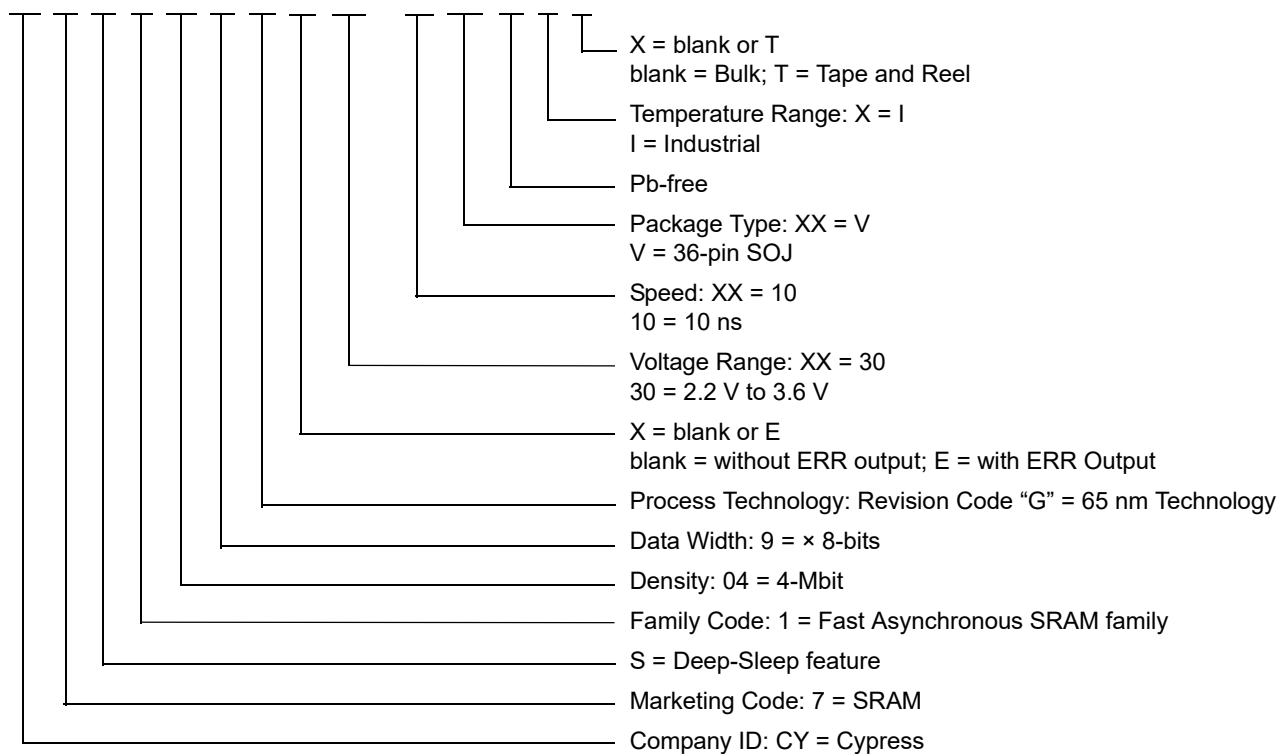 X = blank or T
blank = Bulk; T = Tape and Reel
Temperature Range: X = I
I = Industrial
Pb-free
Package Type: XX = V
V = 36-pin SOJ
Speed: XX = 10
10 = 10 ns
Voltage Range: XX = 30
30 = 2.2 V to 3.6 V
X = blank or E
blank = without ERR output; E = with ERR Output
Process Technology: Revision Code “G” = 65 nm Technology
Data Width: 9 = × 8-bits
Density: 04 = 4-Mbit
Family Code: 1 = Fast Asynchronous SRAM family
S = Deep-Sleep feature
Marketing Code: 7 = SRAM
Company ID: CY = Cypress